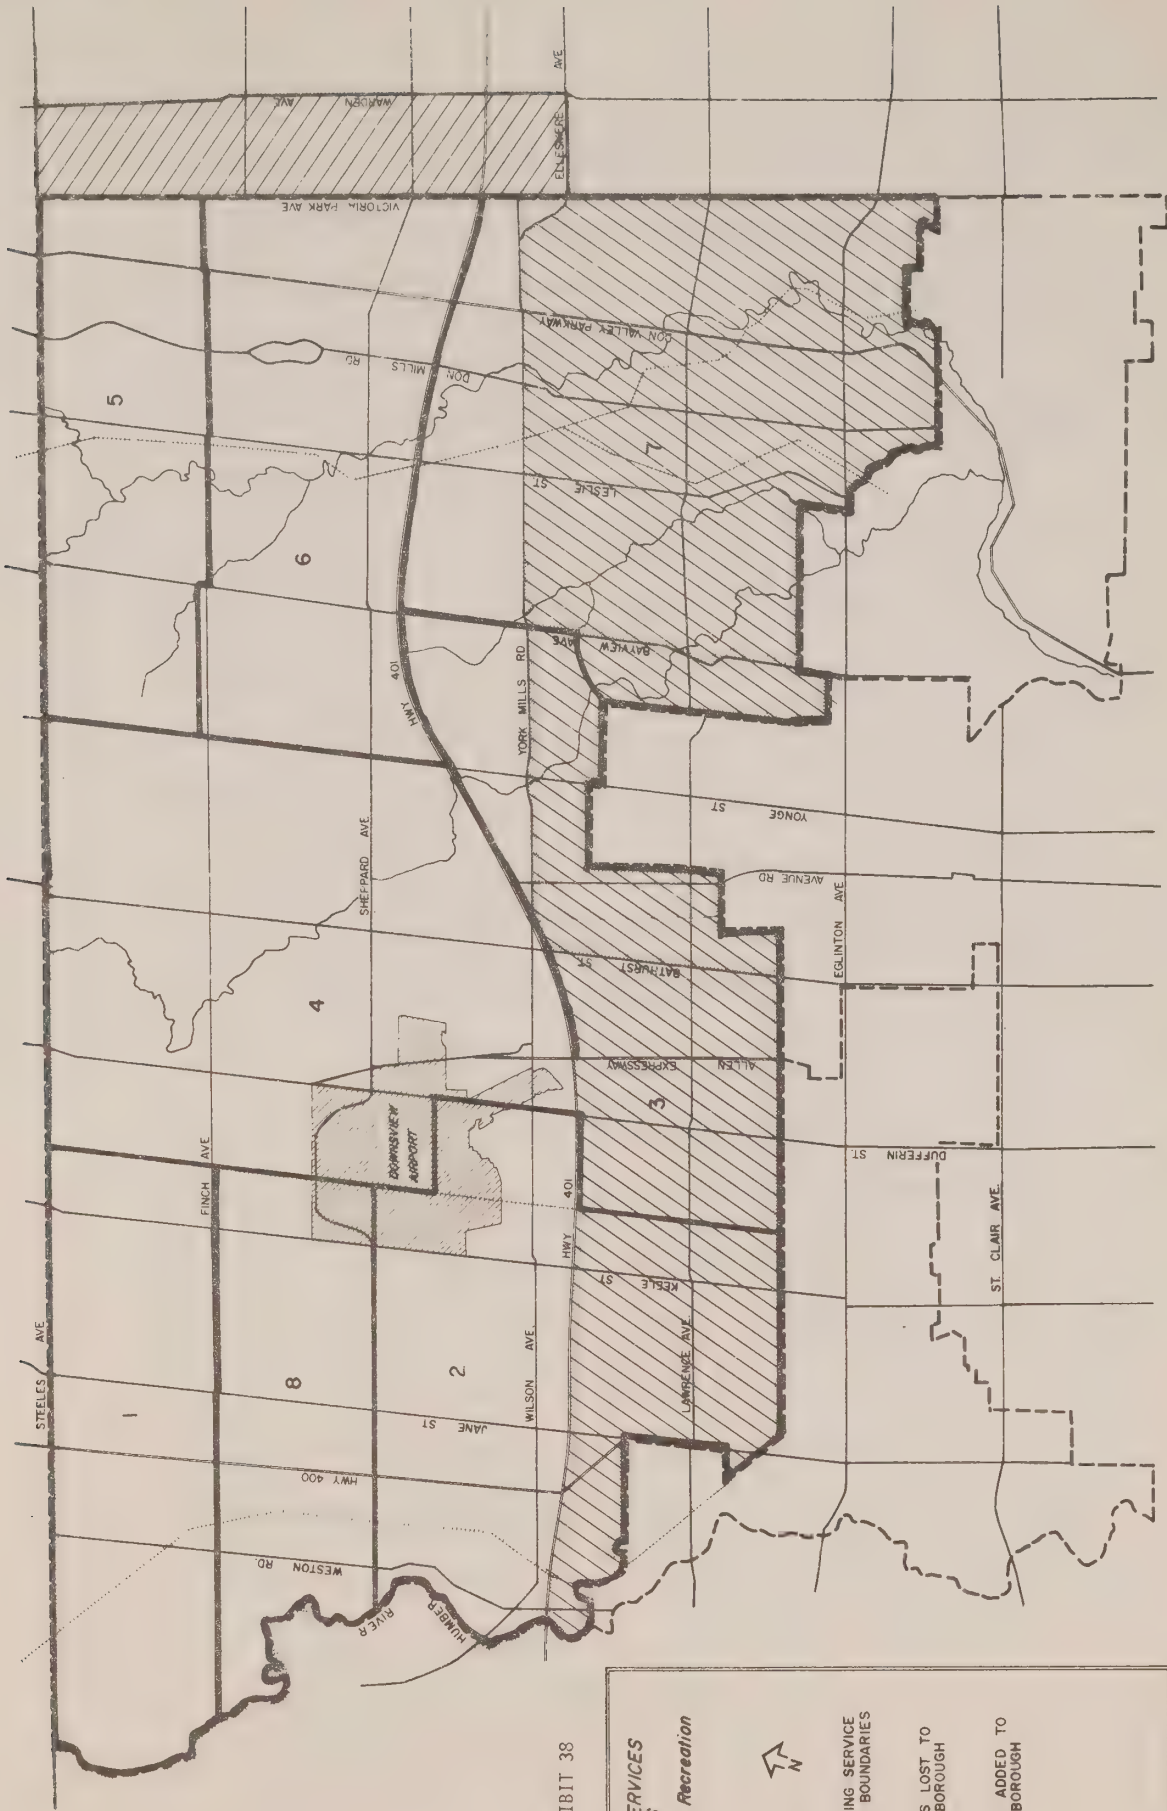 STEELES AVE
WARDEN AVE
VICTORIA PARK AVE
ELLESMERE AVE
DON VALLEY PARKWAY
DON MILLS RD
LESLIE ST
BAYVIEW AVE
YORK MILLS RD
HWY 401
SHEPPARD AVE
YONGE ST
AVENUE RD
EGLINTON AVE
BATHURST ST
ALLEN EXPRESSWAY
DUFFERIN ST
ST. CLAIR AVE.
DOWNSVIEW
AIRPORT
FINCH AVE
HWY 401
KEELE ST
LAWRENCE AVE.
WILSON AVE.
JANE ST
HWY 400
WESTON RD
HUMBER
RIVER
1
2
3
4
5
6
7
8
IBIT 38
ERVICES
Recreation
N
ING SERVICE
BOUNDARIES
S LOST TO
BOROUGH
ADDED TO
BOROUGH